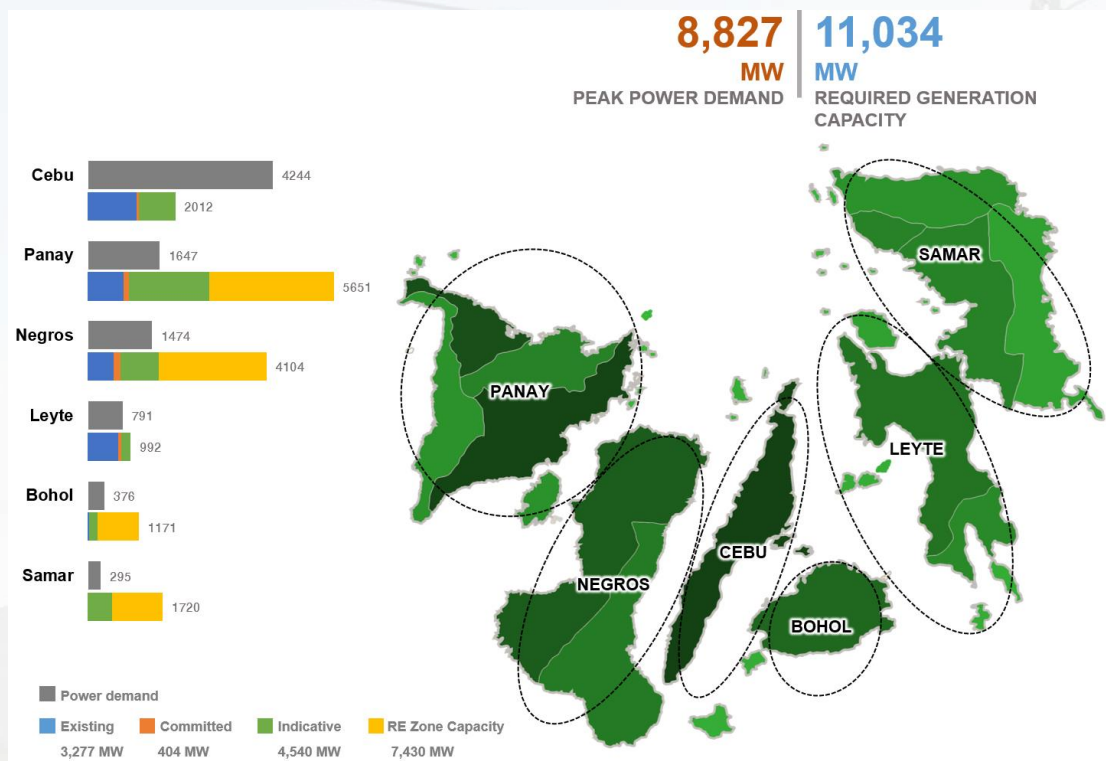 8,827
MW
PEAK POWER DEMAND
11,034
MW
REQUIRED GENERATION
CAPACITY
Cebu
4244
2012
Panay
1647
5651
Negros
1474
4104
Leyte
791
992
Bohol
376
1171
Samar
295
1720
SAMAR
PANAY
LEYTE
CEBU
NEGROS
BOHOL
Power demand
Existing
3,277 MW
Committed
404 MW
Indicative
4,540 MW
RE Zone Capacity
7,430 MW